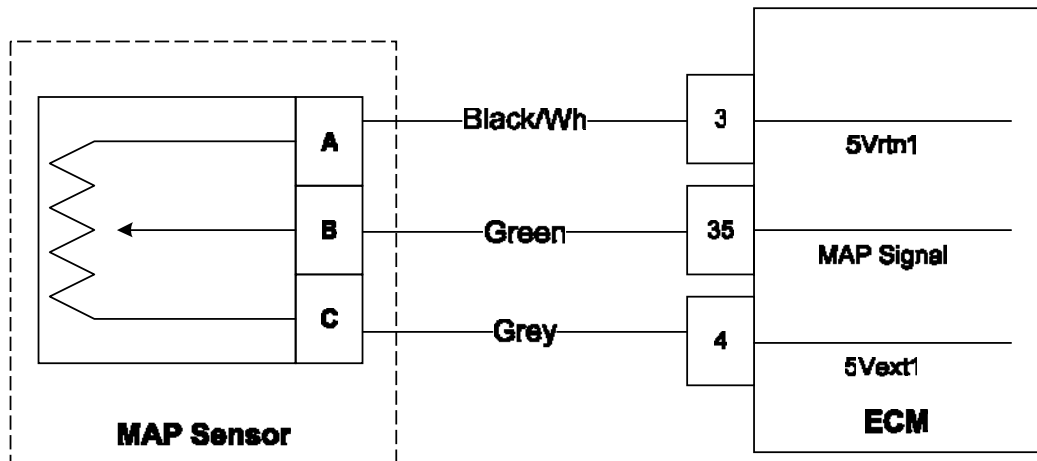 A Black/Wh 3 5Vrtn1
B Green 35 MAP Signal
C Grey 4 5Vext1
MAP Sensor ECM